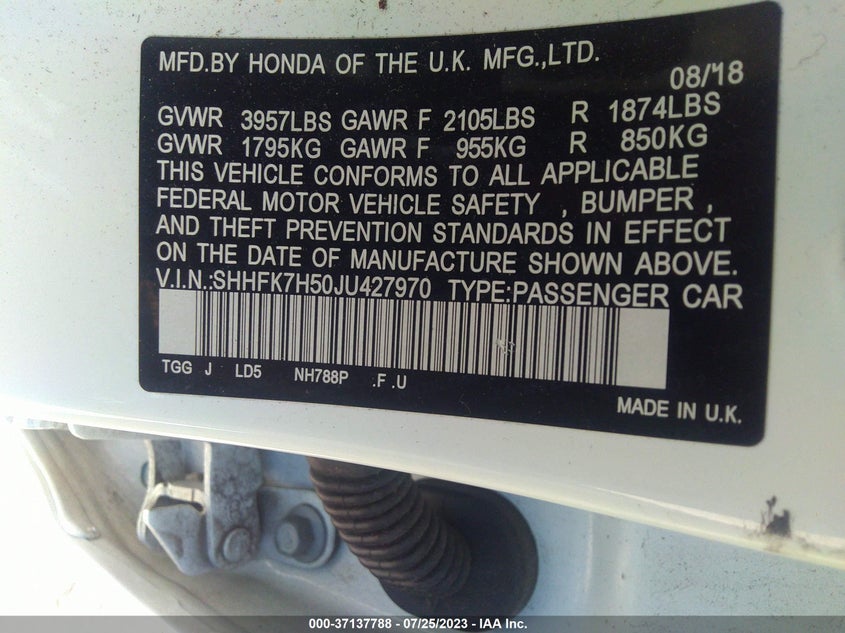 MFD.BY HONDA OF THE U.K. MFG.,LTD.
08/'18
GVWR 3957LBS GAWR F 2105LBS R 1874LBS
GVWR 1795KG GAWR F 955KG R 850KG
THIS VEHICLE CONFORMS TO ALL APPLICABLE
FEDERAL MOTOR VEHICLE SAFETY , BUMPER ,
AND THEFT PREVENTION STANDARDS IN EFFECT
ON THE DATE OF MANUFACTURE SHOWN ABOVE.
V.I.N.:SHHFK7H50JU427970 TYPE:PASSENGER CAR
TGG J LD5 NH788P .F .U
MADE IN U.K.
000-37137788 - 07/25/2023 - IAA Inc.